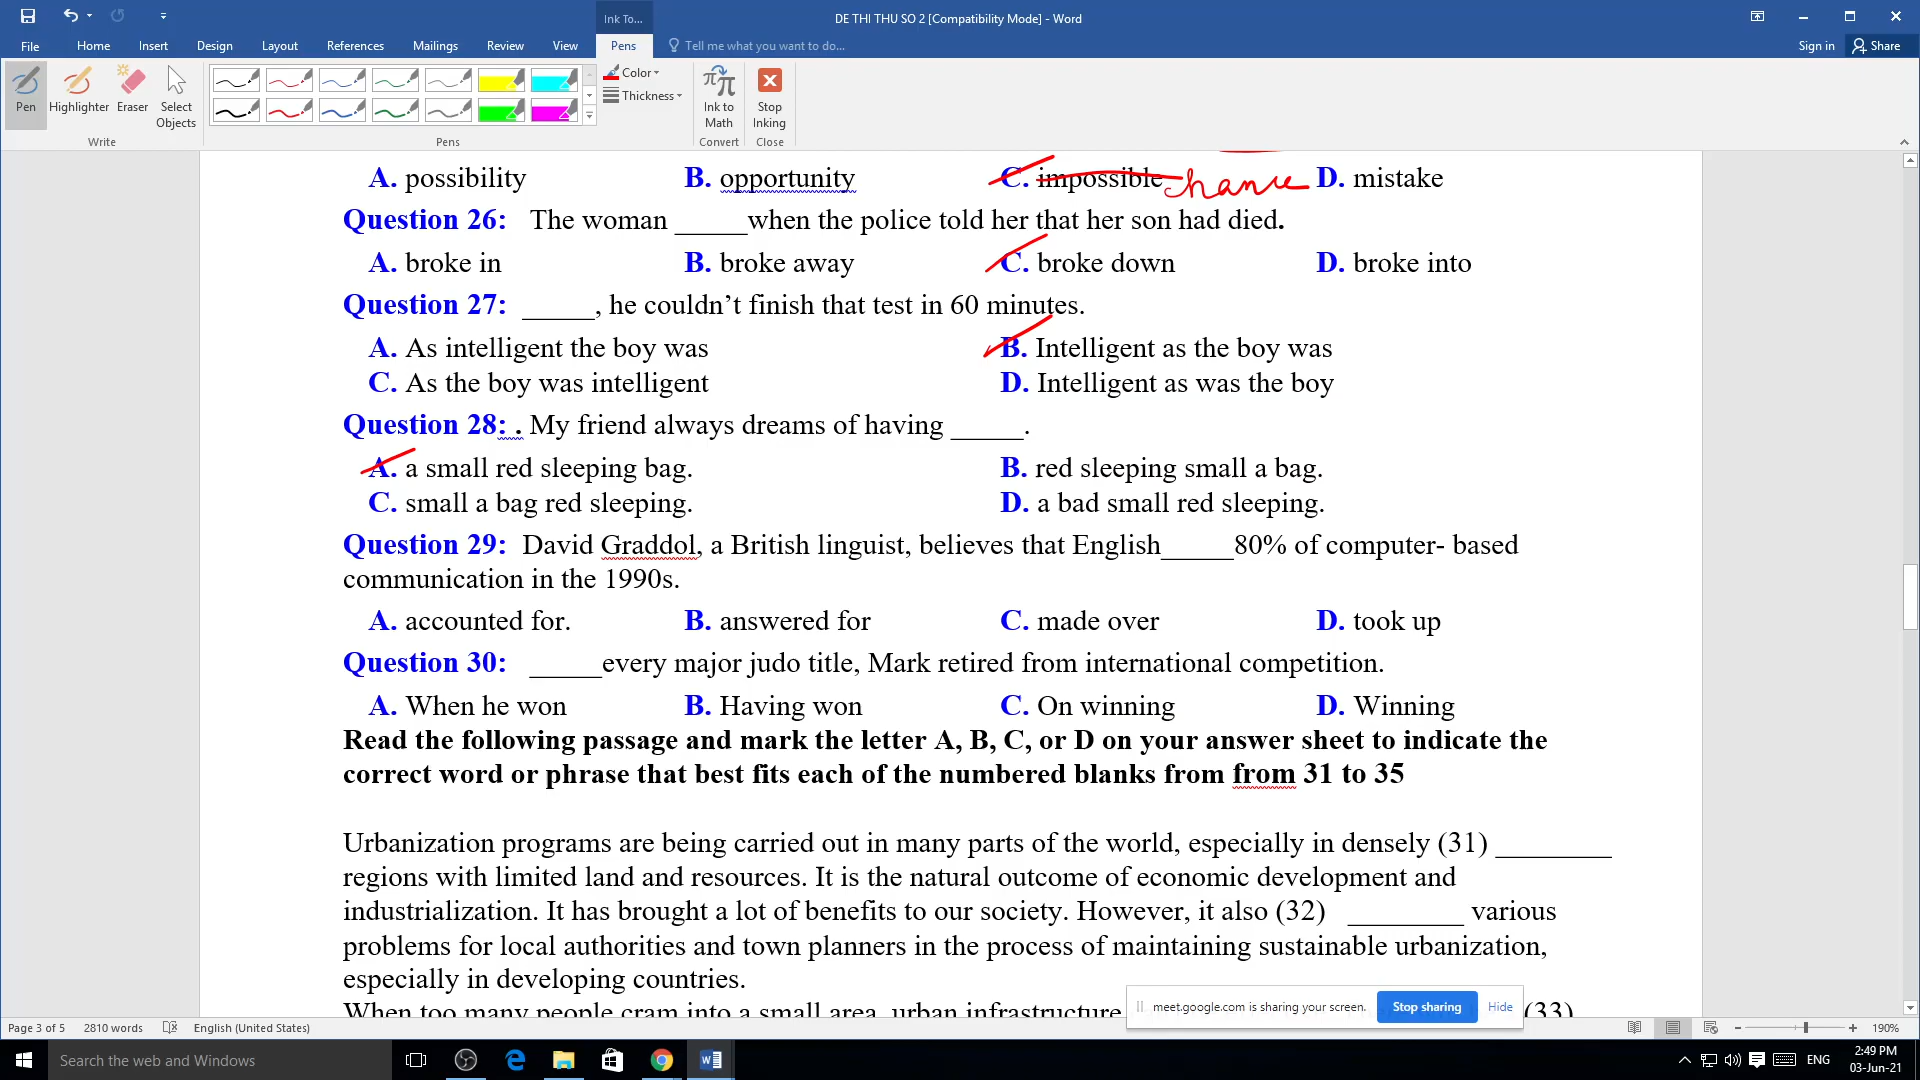 Ink To...
DE THI THU SO 2 [Compatibility Mode] - Word
File Home Insert Design Layout References Mailings Review View Pens Tell me what you want to do... Sign in Share
Pen Highlighter Eraser Select Objects
Color
Thickness
Ink to Math
Stop Inking
Write Pens Convert Close
A. possibility B. opportunity C. impossible chance D. mistake
Question 26: The woman _____when the police told her that her son had died.
A. broke in B. broke away C. broke down D. broke into
Question 27: _____, he couldn’t finish that test in 60 minutes.
A. As intelligent the boy was B. Intelligent as the boy was
C. As the boy was intelligent D. Intelligent as was the boy
Question 28: . My friend always dreams of having _____.
A. a small red sleeping bag. B. red sleeping small a bag.
C. small a bag red sleeping. D. a bad small red sleeping.
Question 29: David Graddol, a British linguist, believes that English_____80% of computer- based
communication in the 1990s.
A. accounted for. B. answered for C. made over D. took up
Question 30: _____every major judo title, Mark retired from international competition.
A. When he won B. Having won C. On winning D. Winning
Read the following passage and mark the letter A, B, C, or D on your answer sheet to indicate the
correct word or phrase that best fits each of the numbered blanks from from 31 to 35
Urbanization programs are being carried out in many parts of the world, especially in densely (31) ________
regions with limited land and resources. It is the natural outcome of economic development and
industrialization. It has brought a lot of benefits to our society. However, it also (32) ________ various
problems for local authorities and town planners in the process of maintaining sustainable urbanization,
especially in developing countries.
When too many people cram into a small area, urban infrastructure (33)
meet.google.com is sharing your screen. Stop sharing Hide
Page 3 of 5 2810 words English (United States) 190%
Search the web and Windows
ENG
2:49 PM
03-Jun-21